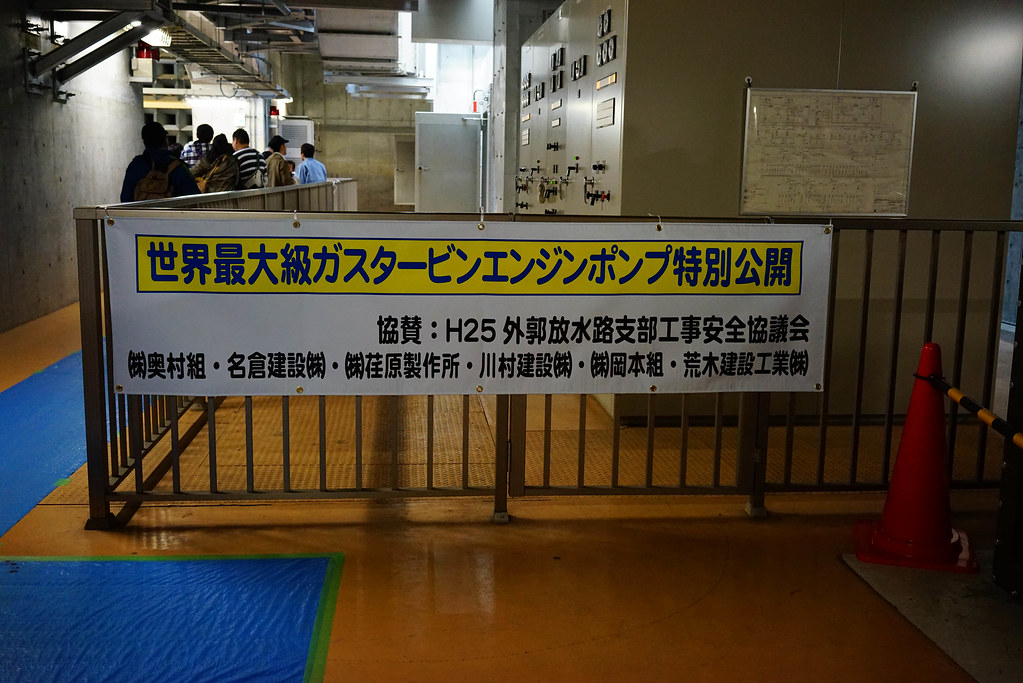 世界最大級ガスタービンエンジンポンプ特別公開
協賛：H25 外郭放水路支部工事安全協議会
㈱奥村組・名倉建設㈱・㈱荏原製作所・川村建設㈱・㈱岡本組・荒木建設工業㈱